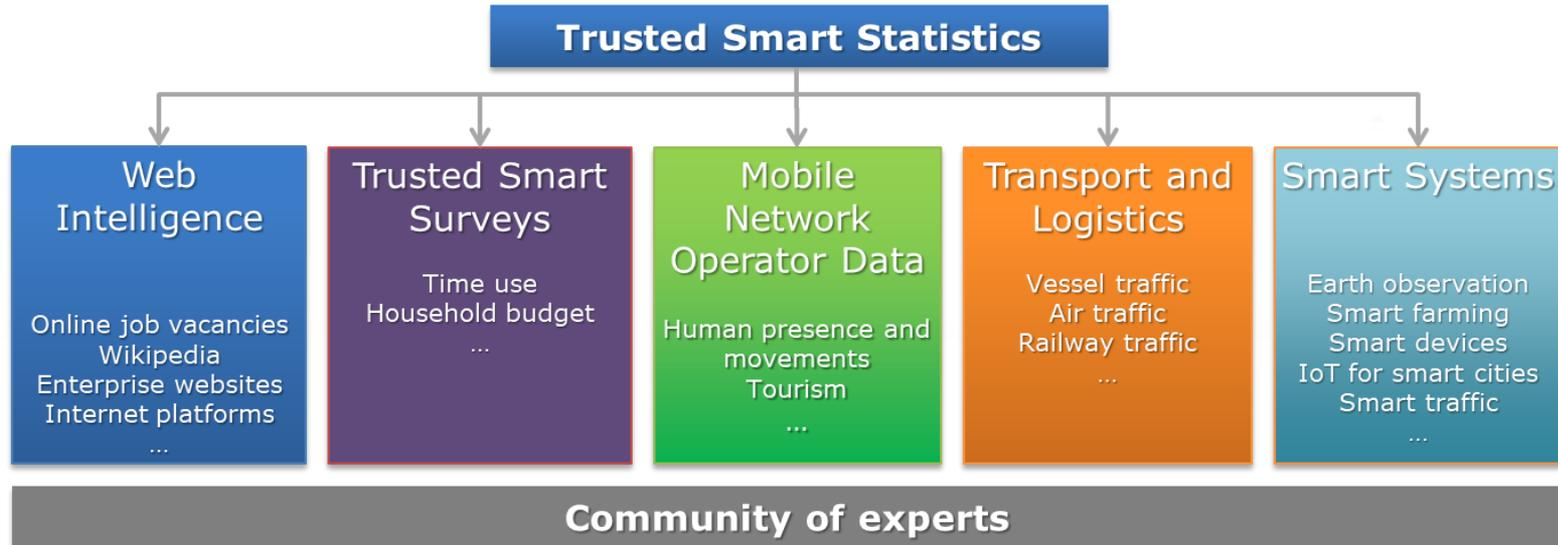 Trusted Smart Statistics
Web
Intelligence
Online job vacancies
Wikipedia
Enterprise websites
Internet platforms
...
Trusted Smart
Surveys
Time use
Household budget
...
Mobile
Network
Operator Data
Human presence and
movements
Tourism
...
Transport and
Logistics
Vessel traffic
Air traffic
Railway traffic
...
Smart Systems
Earth observation
Smart farming
Smart devices
IoT for smart cities
Smart traffic
...
Community of experts